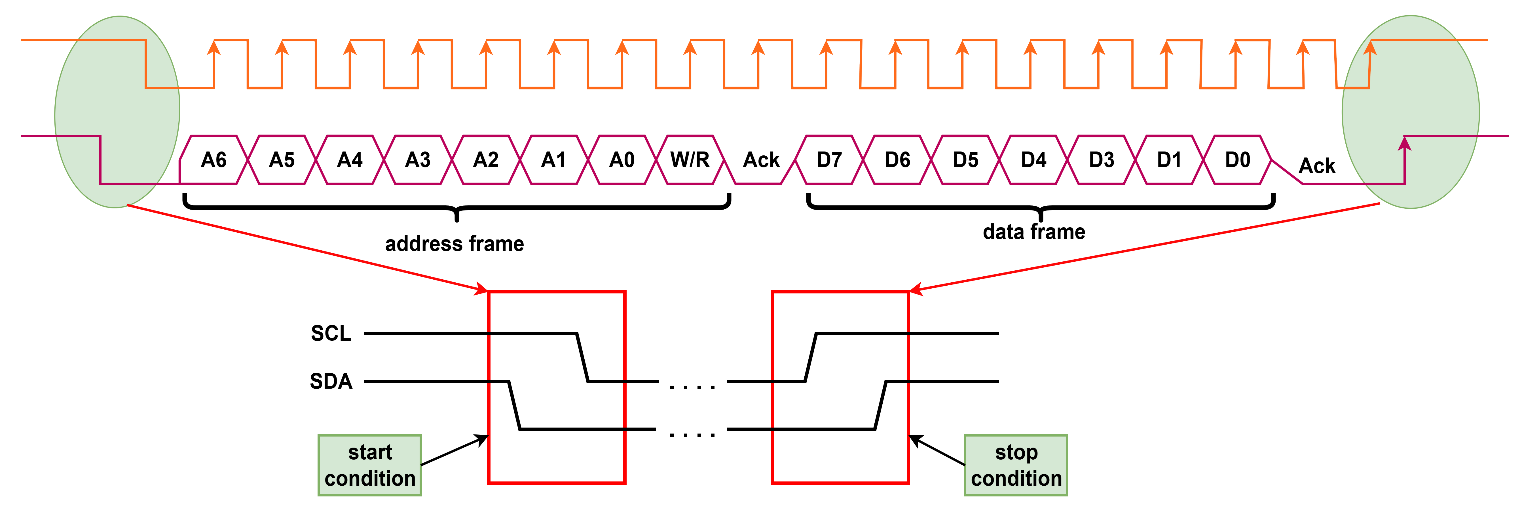 A6 A5 A4 A3 A2 A1 A0 W/R Ack D7 D6 D5 D4 D3 D1 D0 Ack
address frame
data frame
SCL
SDA
. . . .
. . . .
start
condition
stop
condition